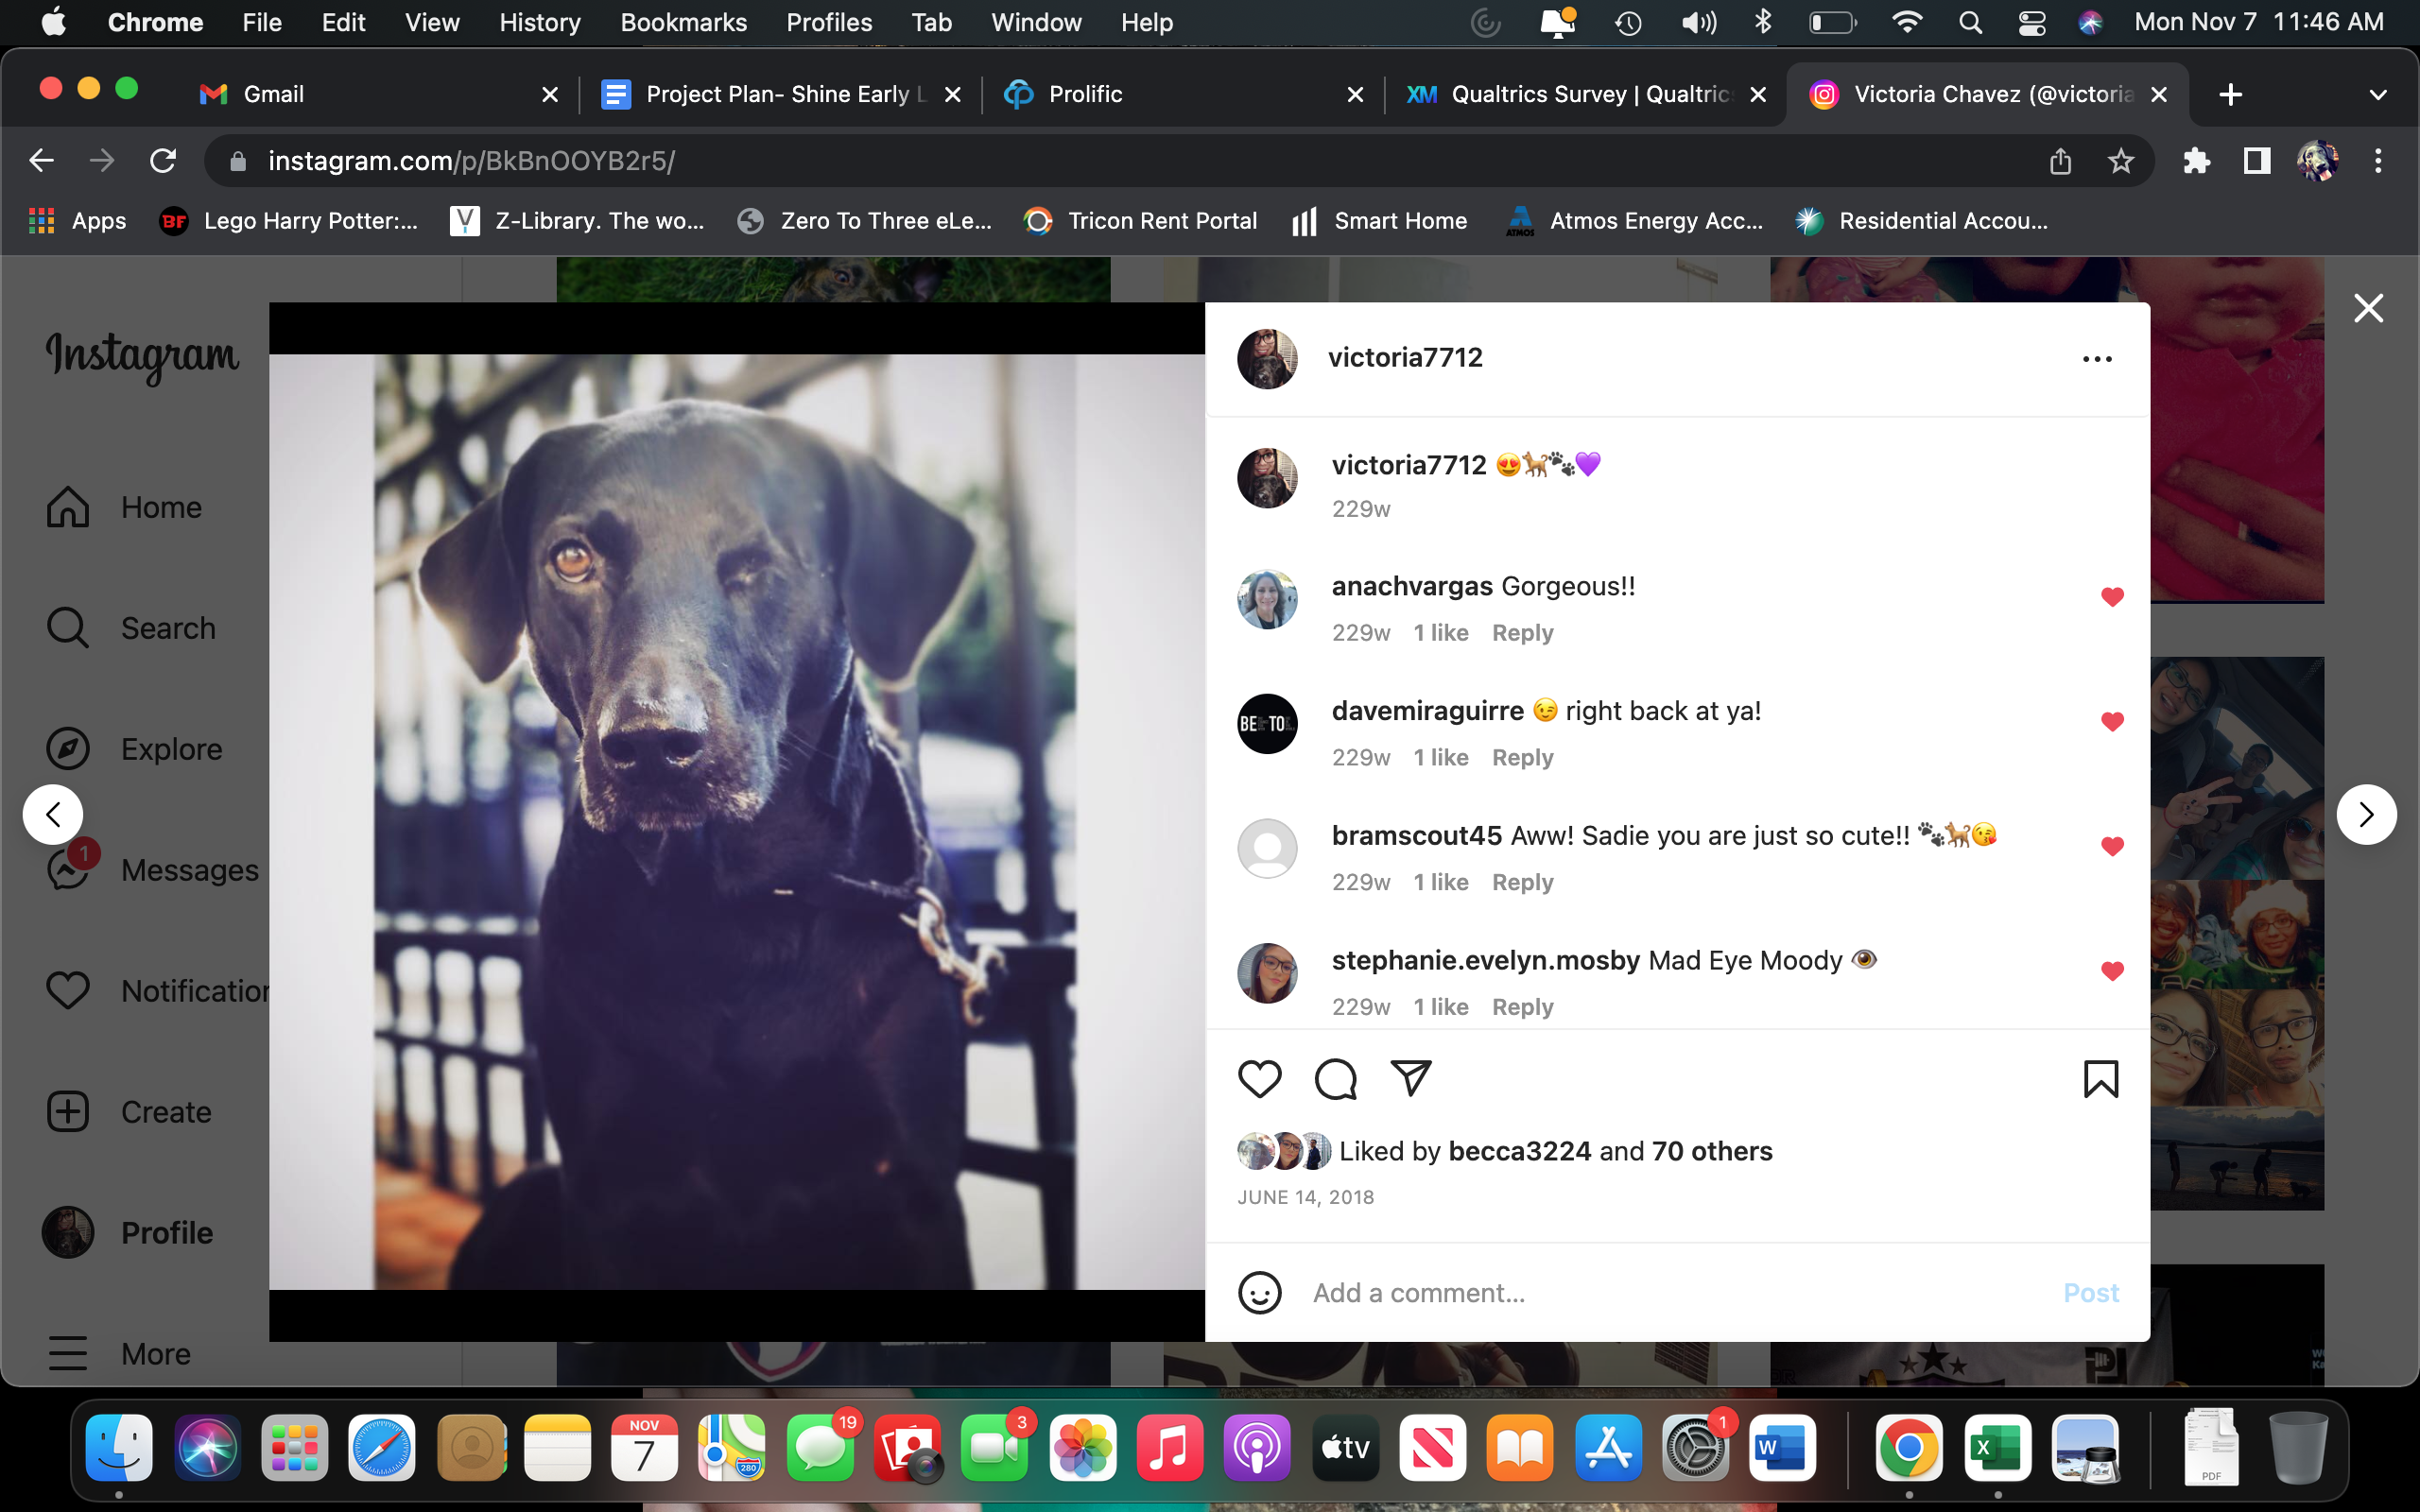 Chrome File Edit View History Bookmarks Profiles Tab Window Help Mon Nov 7 11:46 AM
Gmail Project Plan- Shine Early L Prolific Qualtrics Survey | Qualtric Victoria Chavez (@victoria
instagram.com/p/BkBnOOYB2r5/
Apps BF Lego Harry Potter:... Z-Library. The wo... Zero To Three eLe... Tricon Rent Portal Smart Home ATMOS Atmos Energy Acc... Residential Accou...
Instagram
Home
Search
Explore
1
Messages
Notification
Create
Profile
More
victoria7712
victoria7712 😍🐕🐾💜
229w
anachvargas Gorgeous!!
229w 1 like Reply
BE TO
davemiraguirre 😉 right back at ya!
229w 1 like Reply
bramscout45 Aww! Sadie you are just so cute!! 🐾🐕😘
229w 1 like Reply
stephanie.evelyn.mosby Mad Eye Moody 👁️
229w 1 like Reply
Liked by becca3224 and 70 others
JUNE 14, 2018
Add a comment... Post
NOV
7
280
19
3
tv
1
W
X
PDF